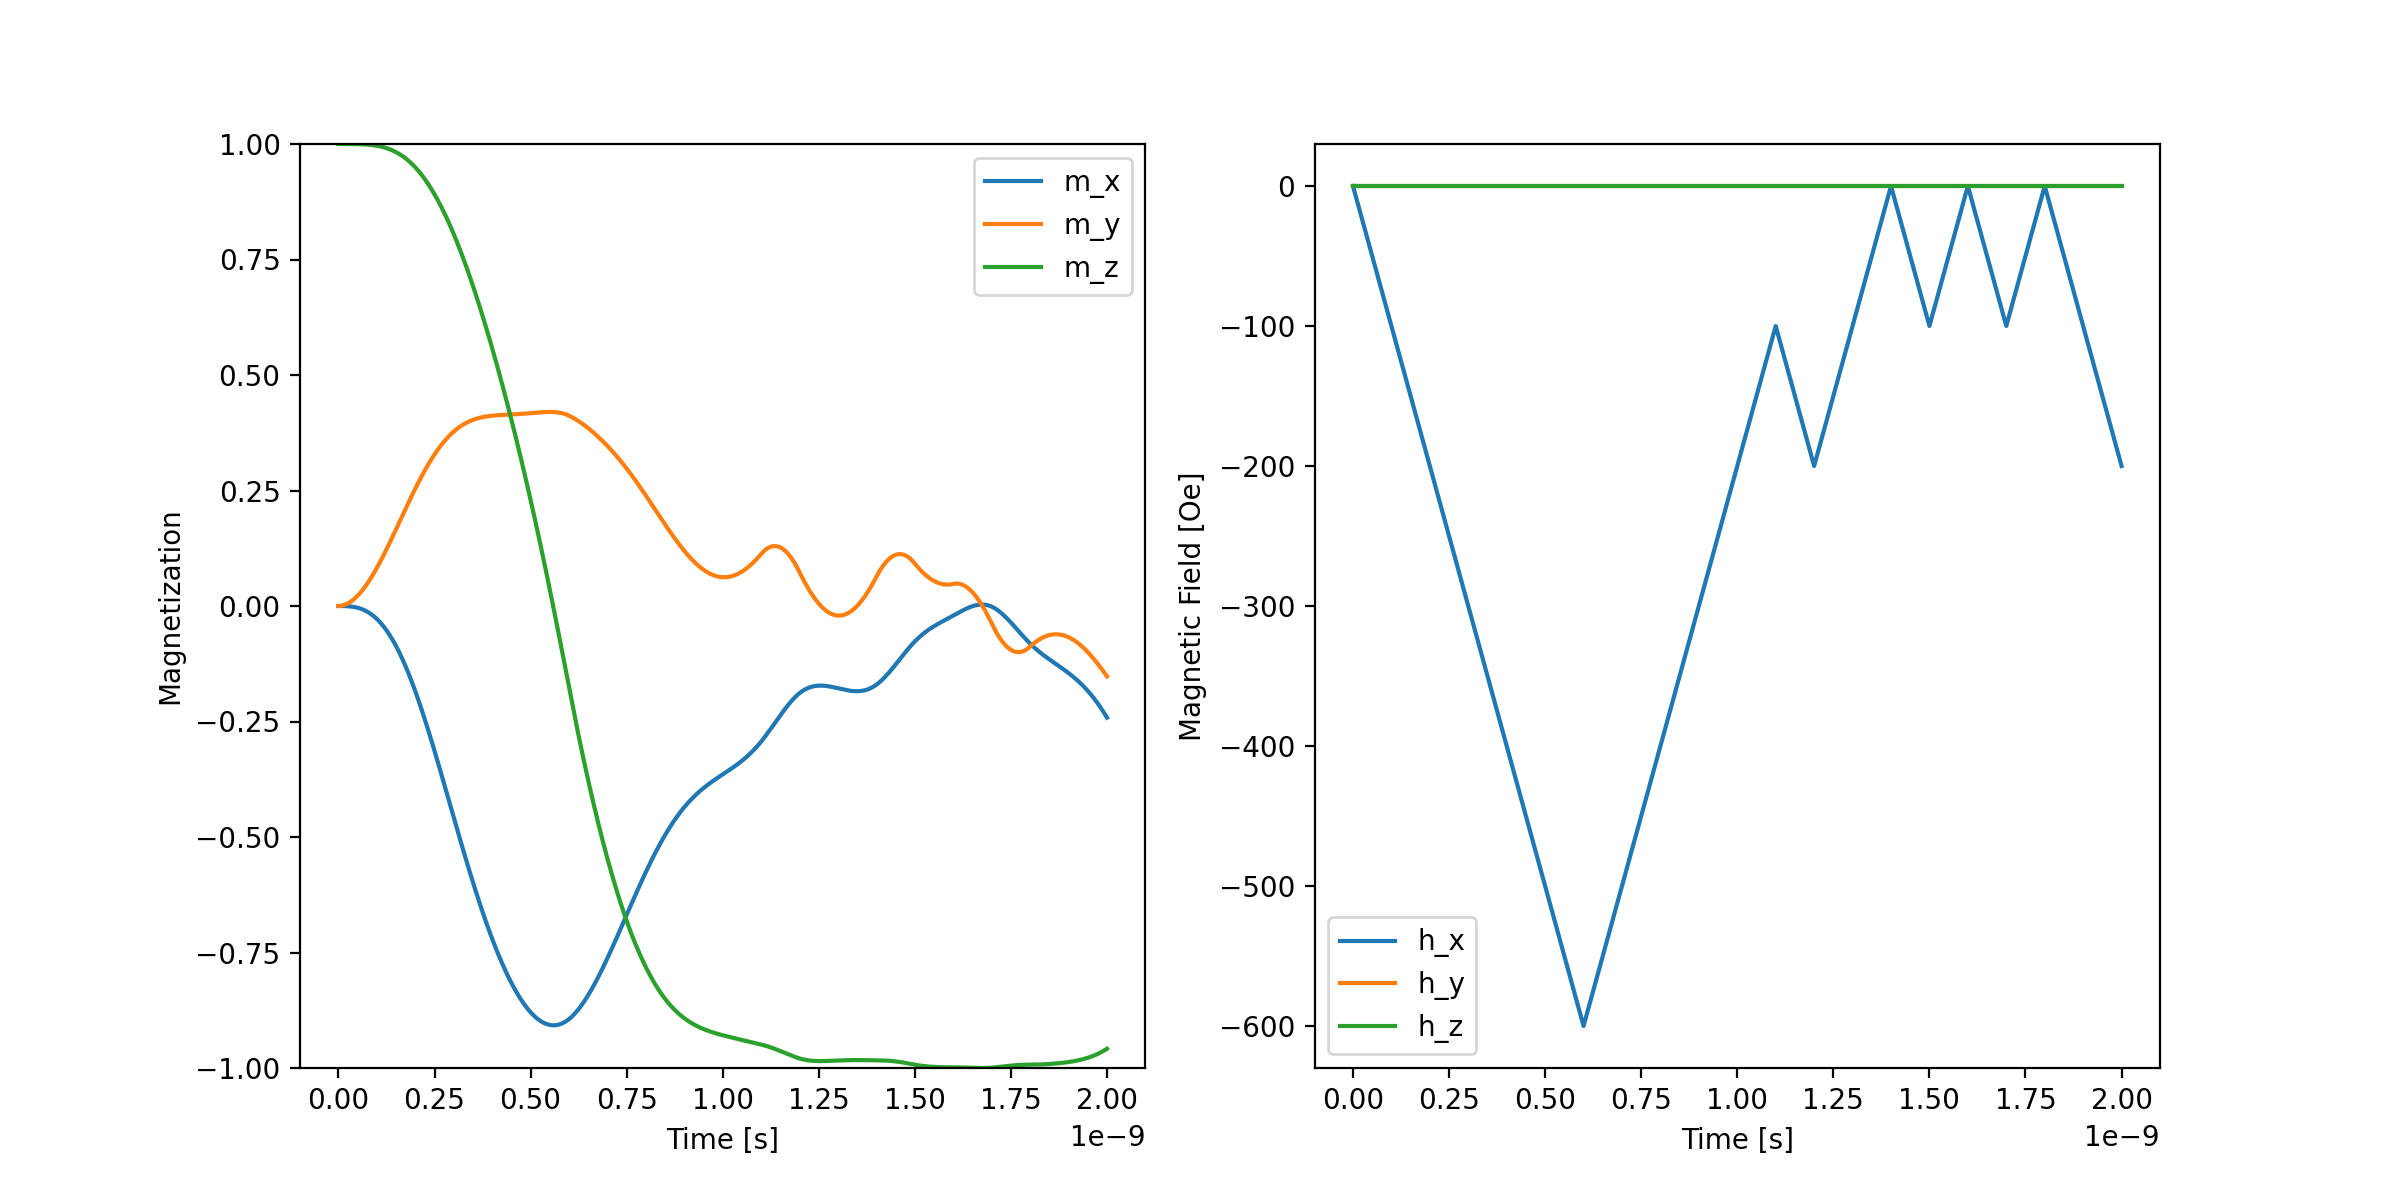 1.00
0.75
0.50
0.25
0.00
−0.25
−0.50
−0.75
−1.00
Magnetization
m_x
m_y
m_z
0.00 0.25 0.50 0.75 1.00 1.25 1.50 1.75 2.00
Time [s]
1e−9
0
−100
−200
−300
−400
−500
−600
Magnetic Field [Oe]
h_x
h_y
h_z
0.00 0.25 0.50 0.75 1.00 1.25 1.50 1.75 2.00
Time [s]
1e−9